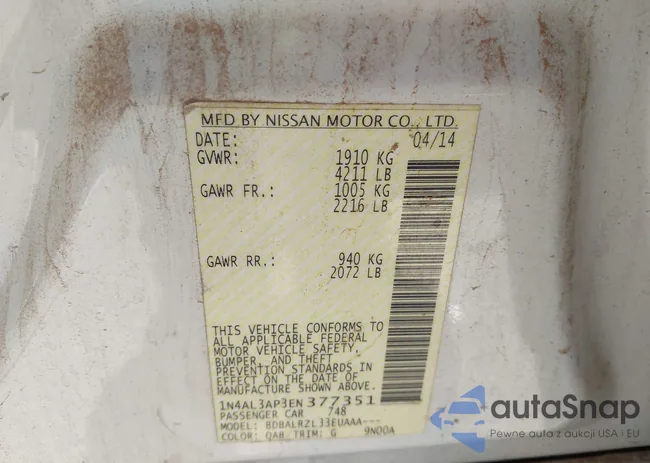 MFD BY NISSAN MOTOR CO., LTD.
DATE: 04/14
GVWR: 1910 KG
4211 LB
GAWR FR.: 1005 KG
2216 LB
GAWR RR.: 940 KG
2072 LB
THIS VEHICLE CONFORMS TO
ALL APPLICABLE FEDERAL
MOTOR VEHICLE SAFETY,
BUMPER, AND THEFT
PREVENTION STANDARDS
IN EFFECT ON THE DATE OF
MANUFACTURE SHOWN ABOVE.
1N4AL3AP3EN377351
PASSENGER CAR 748
MODEL: BDBALRZL33EUAAA---
COLOR: QAB/TRIM: G 9N00A
autoSnap
Pewne auta z aukcji USA i EU